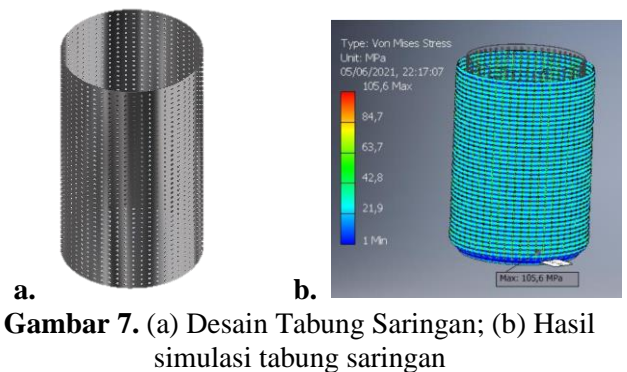 Type: Von Mises Stress
Unit: MPa
05/06/2021, 22:17:07
105,6 Max
84,7
63,7
42,8
21,9
1 Min
Max: 105,6 MPa
a.
b.
Gambar 7. (a) Desain Tabung Saringan; (b) Hasil
simulasi tabung saringan